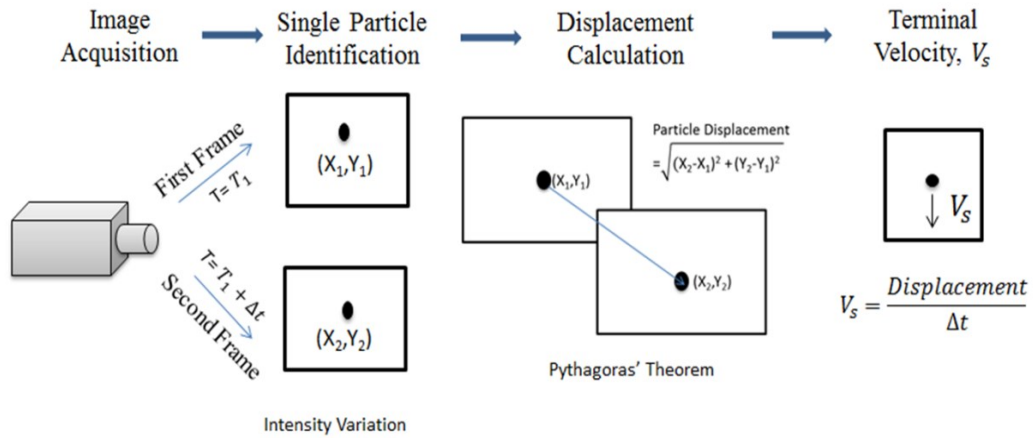 Image
Acquisition
Single Particle
Identification
Displacement
Calculation
Terminal
Velocity, Vₛ
First Frame
T= T₁
(X₁,Y₁)
T= T₁ + Δt
Second Frame
(X₂,Y₂)
Intensity Variation
(X₁,Y₁)
Particle Displacement
=√(X₂-X₁)² +(Y₂-Y₁)²
(X₂,Y₂)
Pythagoras’ Theorem
Vₛ
Vₛ = Displacement
Δt